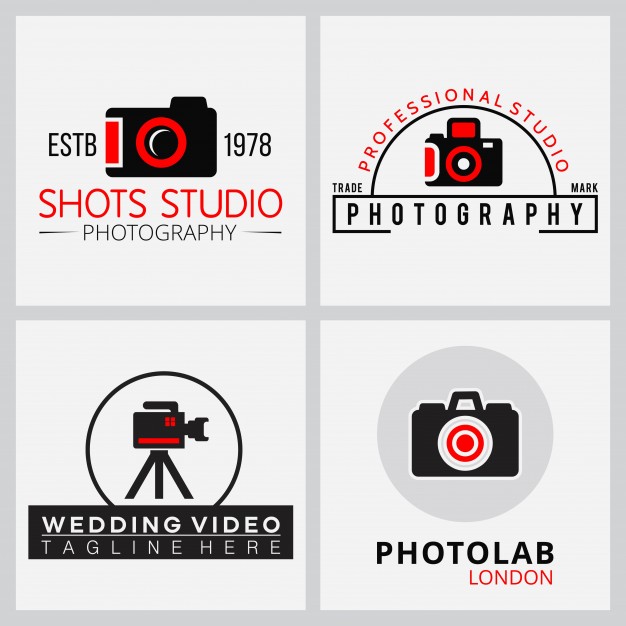 ESTB 1978
SHOTS STUDIO
PHOTOGRAPHY
PROFESSIONAL STUDIO
TRADE MARK
PHOTOGRAPHY
WEDDING VIDEO
TAGLINE HERE
PHOTOLAB
LONDON